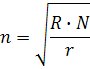 n = √(R · N / r)